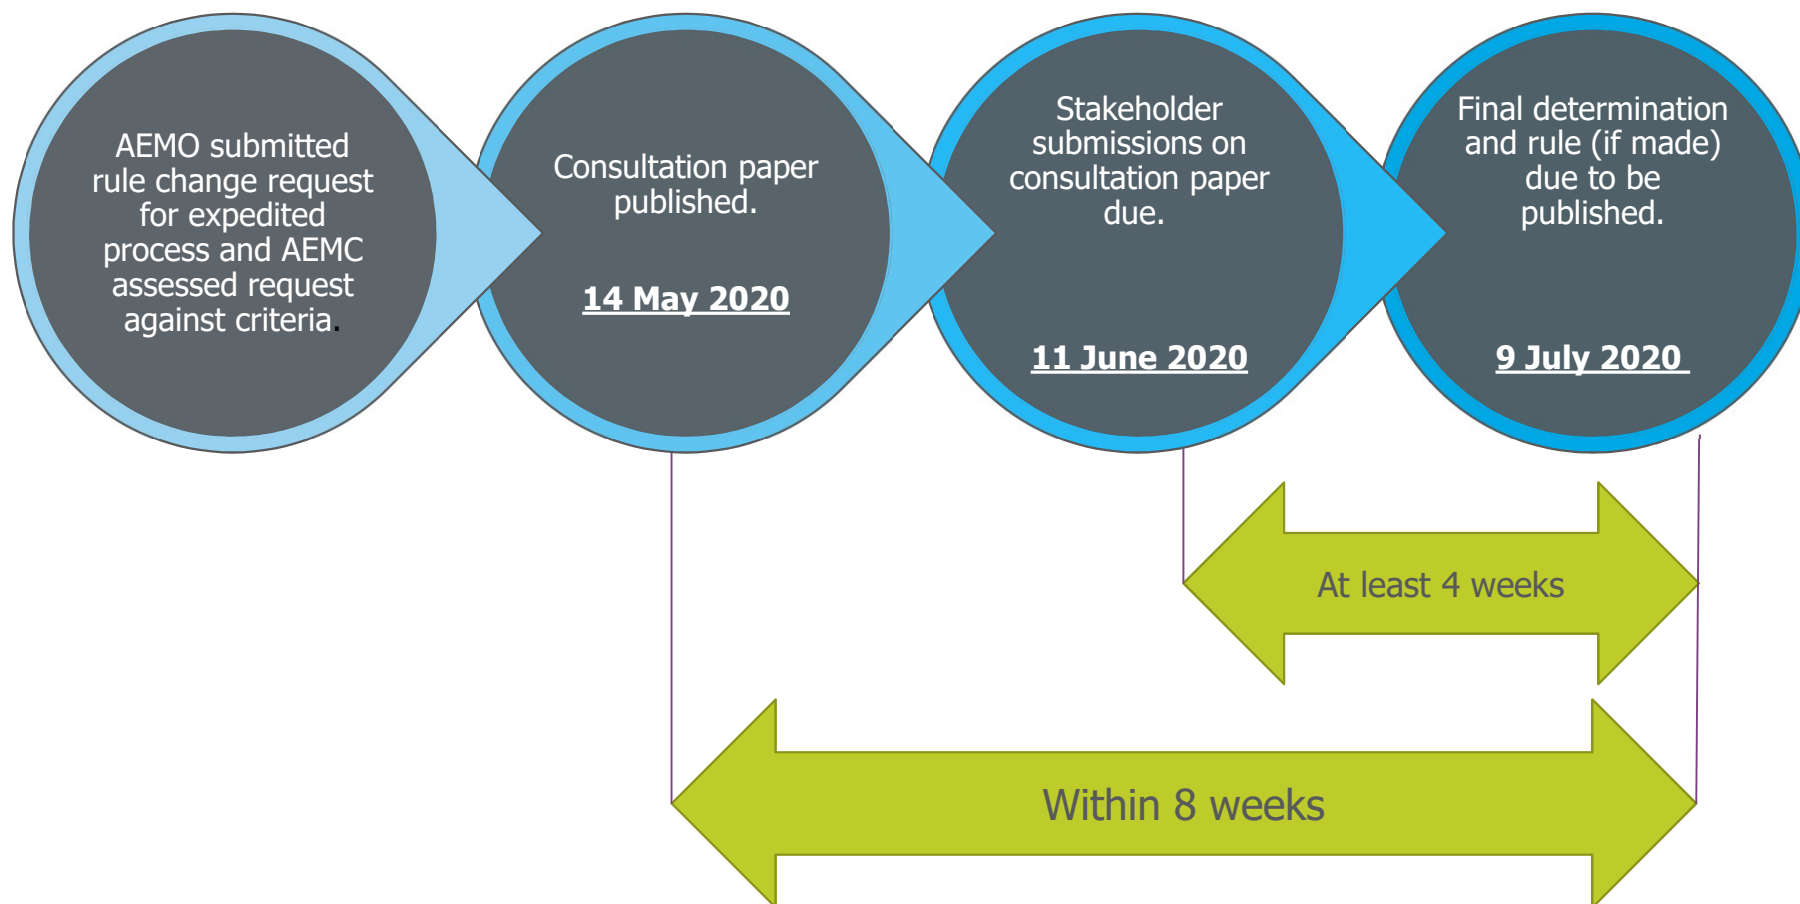 AEMO submitted
rule change request
for expedited
process and AEMC
assessed request
against criteria.
Consultation paper
published.
14 May 2020
Stakeholder
submissions on
consultation paper
due.
11 June 2020
Final determination
and rule (if made)
due to be
published.
9 July 2020
At least 4 weeks
Within 8 weeks